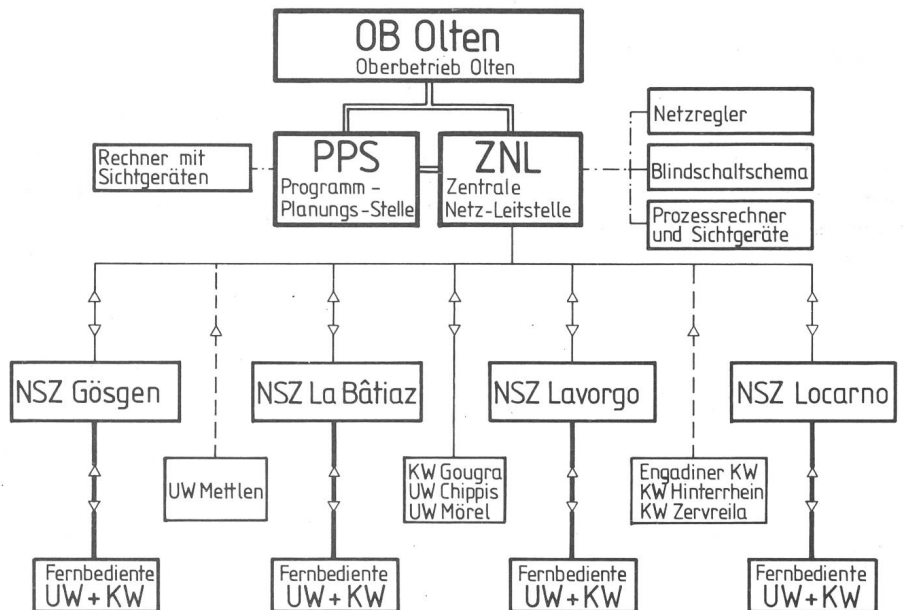 OB Olten
Oberbetrieb Olten
Rechner mit
Sichtgeräten
PPS
Programm-
Planungs-Stelle
ZNL
Zentrale
Netz-Leitstelle
Netzregler
Blindschaltschema
Prozessrechner
und Sichtgeräte
NSZ Gösgen
NSZ La Bâtiaz
NSZ Lavorgo
NSZ Locarno
UW Mettlen
KW Gougra
UW Chippis
UW Mörel
Engadiner KW
KW Hinterrhein
KW Zervreila
Fernbediente
UW + KW
Fernbediente
UW + KW
Fernbediente
UW + KW
Fernbediente
UW + KW